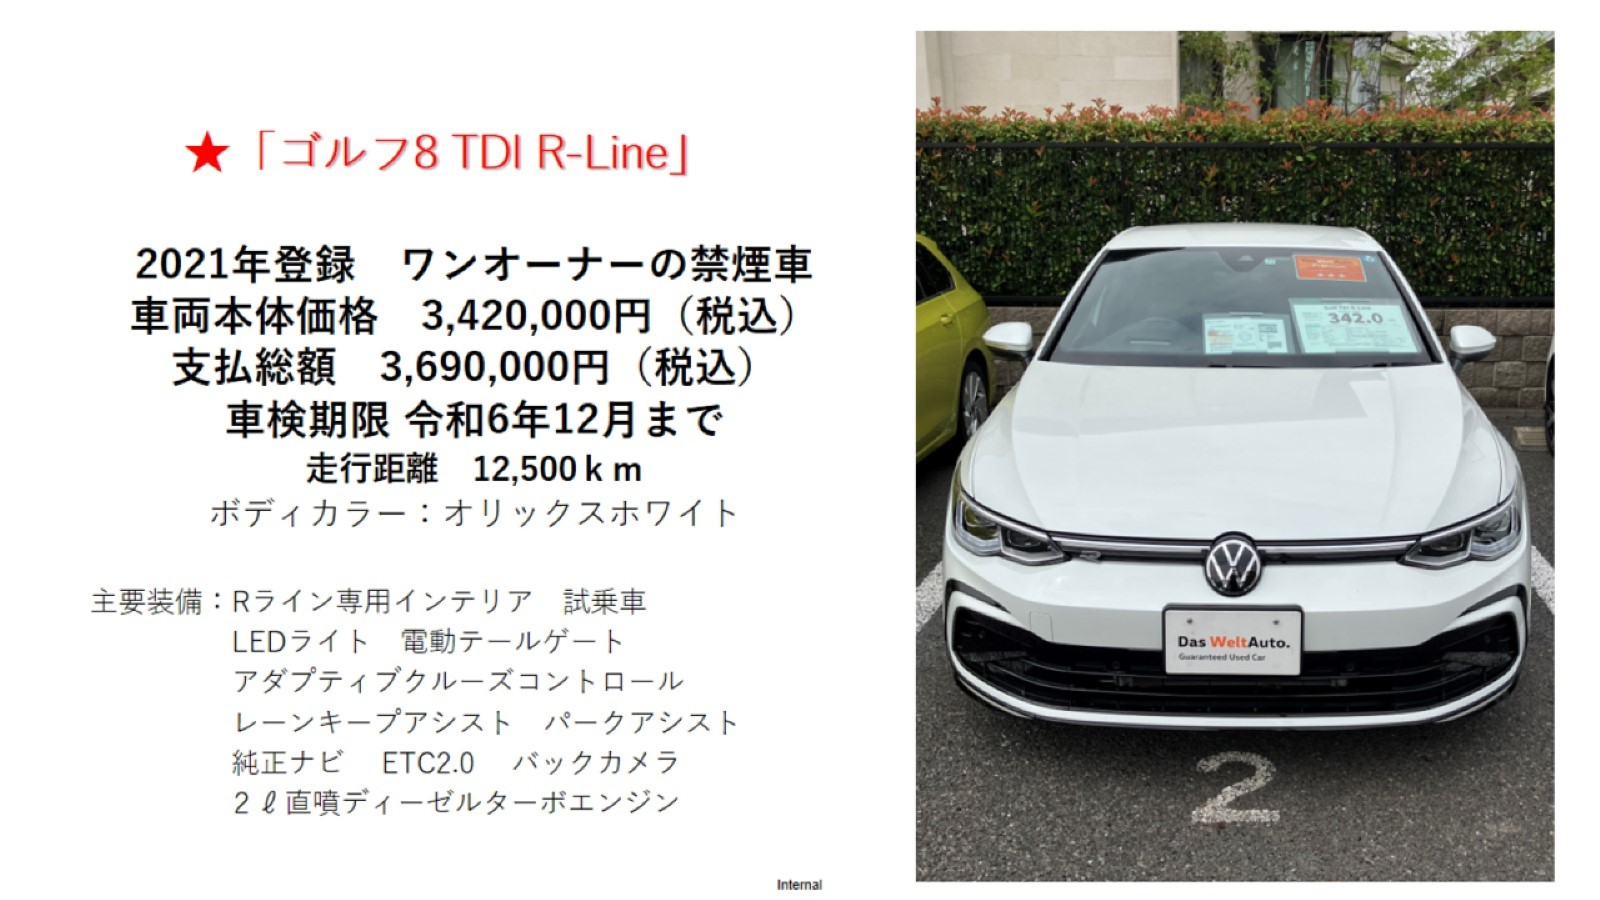 ★「ゴルフ8 TDI R-Line」
2021年登録　ワンオーナーの禁煙車
車両本体価格　3,420,000円（税込）
支払総額　3,690,000円（税込）
車検期限 令和6年12月まで
走行距離　12,500ｋｍ
ボディカラー：オリックスホワイト
主要装備：Rライン専用インテリア　試乗車
LEDライト　電動テールゲート
アダプティブクルーズコントロール
レーンキープアシスト　パークアシスト
純正ナビ　ETC2.0　バックカメラ
２ℓ直噴ディーゼルターボエンジン
Internal
Golf TDI R-Line
342.0
R
Das WeltAuto.
Guaranteed Used Car
2